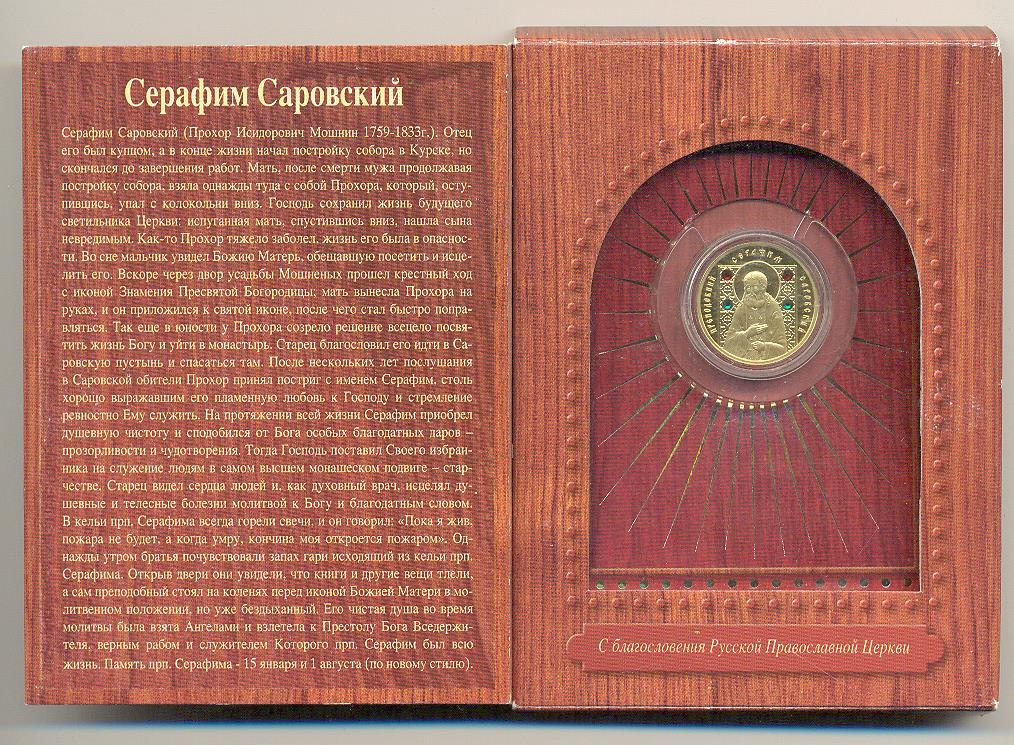 Серафим Саровский
Серафим Саровский (Прохор Исидорович Мошнин 1759-1833г.). Отец
его был купцом, а в конце жизни начал постройку собора в Курске, но
скончался до завершения работ. Мать, после смерти мужа продолжавая
постройку собора, взяла однажды туда с собой Прохора, который, осту-
пившись, упал с колокольни вниз. Господь сохранил жизнь будущего
светильника Церкви: испуганная мать, спустившись вниз, нашла сына
невредимым. Как-то Прохор тяжело заболел, жизнь его была в опаснос-
ти. Во сне мальчик увидел Божию Матерь, обещавшую посетить и исце-
лить его. Вскоре через двор усадьбы Мошненых прошел крестный ход
с иконой Знамения Пресвятой Богородицы; мать вынесла Прохора на
руках, и он приложился к святой иконе, после чего стал быстро поправ-
ляться. Так еще в юности у Прохора созрело решение всецело посвя-
тить жизнь Богу и уйти в монастырь. Старец благословил его идти в Са-
ровскую пустынь и спасаться там. После нескольких лет послушания
в Саровской обители Прохор принял постриг с именем Серафим, столь
хорошо выражавшим его пламенную любовь к Господу и стремление
ревностно Ему служить. На протяжении всей жизни Серафим приобрел
душевную чистоту и сподобился от Бога особых благодатных даров –
прозорливости и чудотворения. Тогда Господь поставил Своего избран-
ника на служение людям в самом высшем монашеском подвиге – стар-
честве. Старец видел сердца людей и, как духовный врач, исцелял ду-
шевные и телесные болезни молитвой к Богу и благодатным словом.
В кельи прп. Серафима всегда горели свечи, и он говорил: «Пока я жив,
пожара не будет, а когда умру, кончина моя откроется пожаром». Од-
нажды утром братья почувствовали запах гари исходящий из кельи прп.
Серафима. Открыв двери они увидели, что книги и другие вещи тлели,
а сам преподобный стоял на коленях перед иконой Божией Матери в мо-
литвенном положении, но уже бездыханный. Его чистая душа во время
молитвы была взята Ангелами и взлетела к Престолу Бога Вседержи-
теля, верным рабом и служителем Которого прп. Серафим был всю
жизнь. Память прп. Серафима - 15 января и 1 августа (по новому стилю).
ПРЕПОДОБНЫЙ СЕРАФИМ САРОВСКИЙ
С благословения Русской Православной Церкви